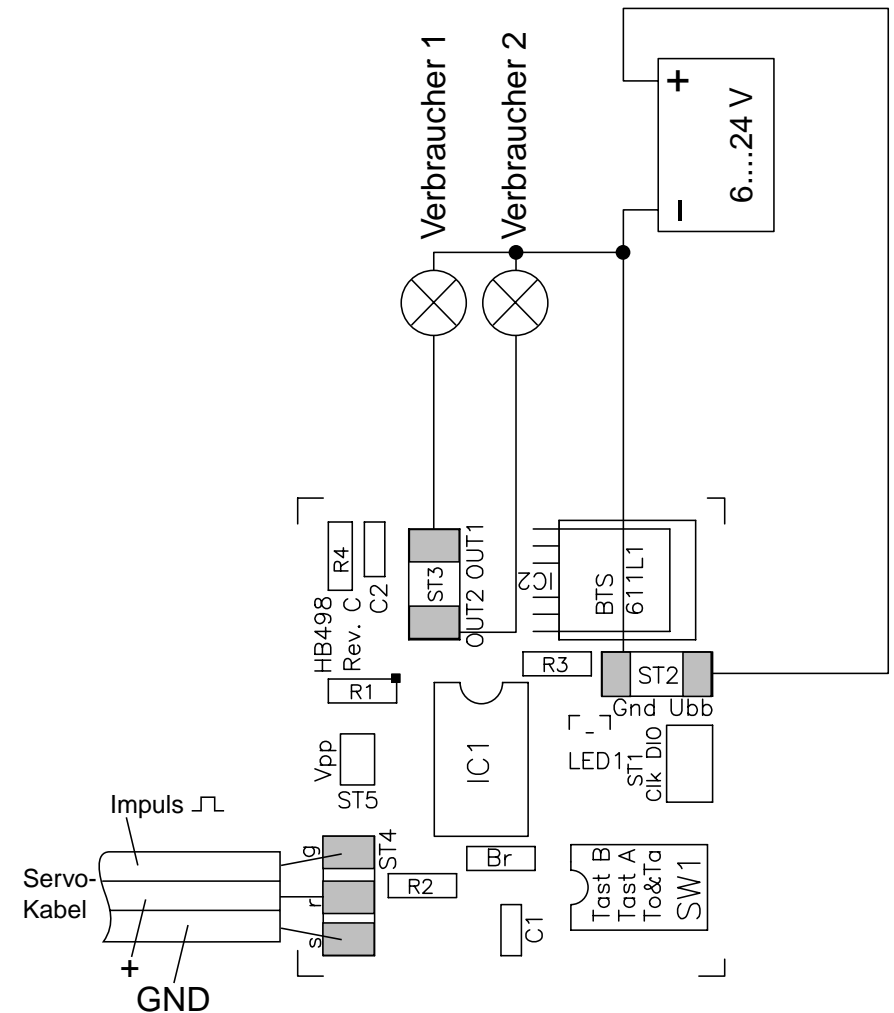 Verbraucher 1
Verbraucher 2
+
-
6....24 V
R4
C2
HB498
Rev. C
ST3
OUT2 OUT1
IC2
BTS
611L1
R1
R3
ST2
Gnd Ubb
Vpp
ST5
IC1
LED1
ST1
Clk DIO
Impuls
Servo-
Kabel
+
GND
g
r
s
ST4
R2
Br
C1
Tast B
Tast A
To&Ta
SW1